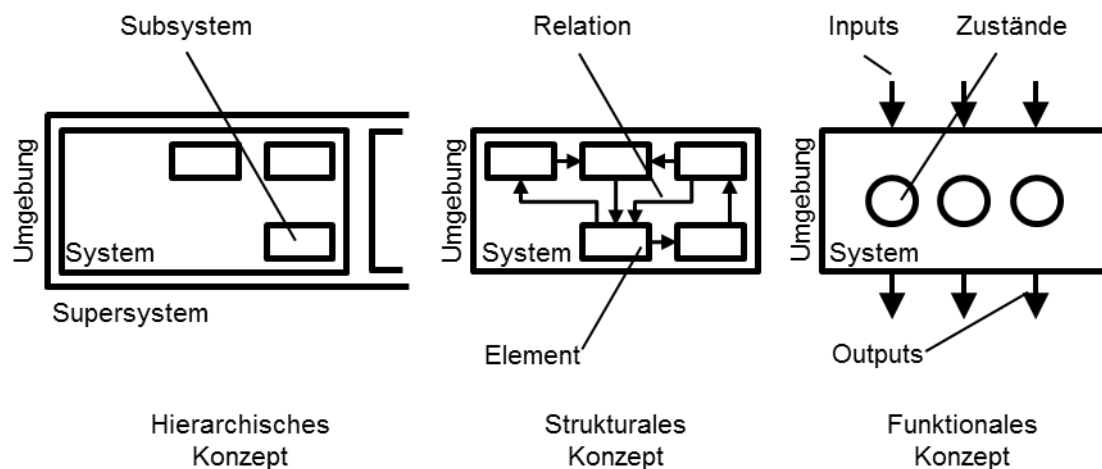 Subsystem
Umgebung
System
Supersystem
Hierarchisches
Konzept
Relation
Umgebung
System
Element
Strukturales
Konzept
Inputs
Zustände
Umgebung
System
Outputs
Funktionales
Konzept